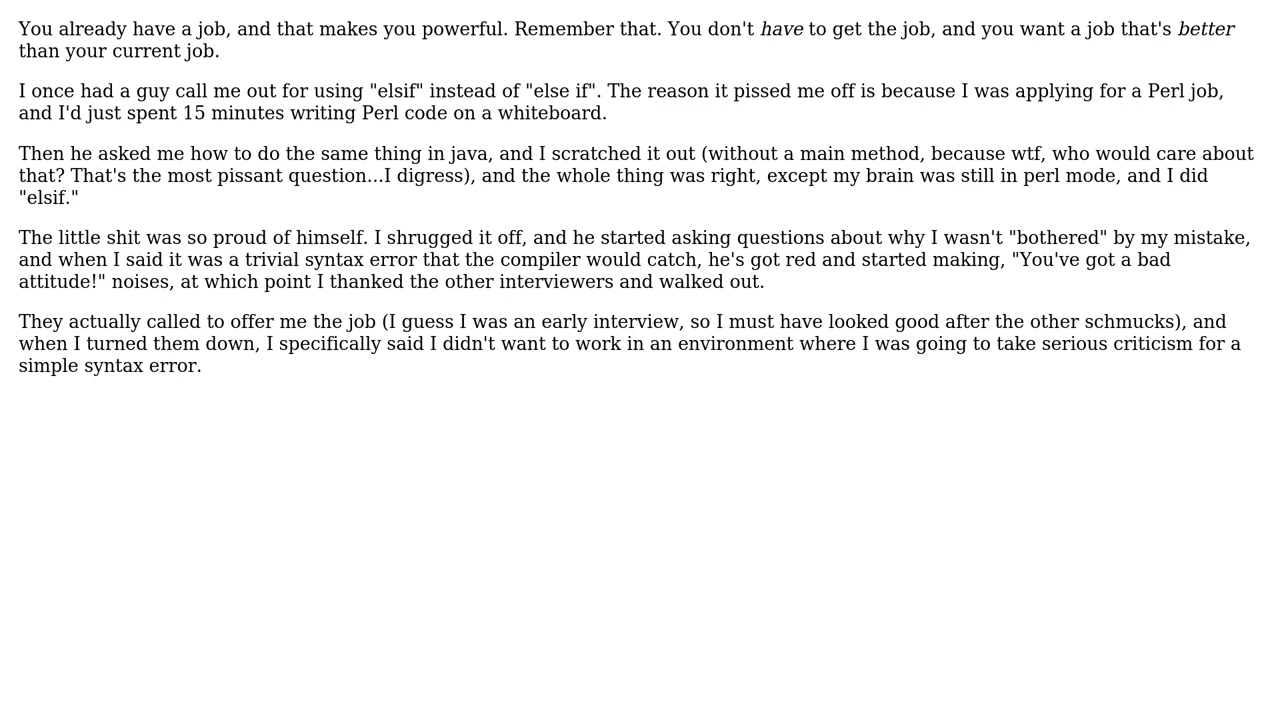 You already have a job, and that makes you powerful. Remember that. You don't have to get the job, and you want a job that's better
than your current job.
I once had a guy call me out for using "elsif" instead of "else if". The reason it pissed me off is because I was applying for a Perl job,
and I'd just spent 15 minutes writing Perl code on a whiteboard.
Then he asked me how to do the same thing in java, and I scratched it out (without a main method, because wtf, who would care about
that? That's the most pissant question...I digress), and the whole thing was right, except my brain was still in perl mode, and I did
"elsif."
The little shit was so proud of himself. I shrugged it off, and he started asking questions about why I wasn't "bothered" by my mistake,
and when I said it was a trivial syntax error that the compiler would catch, he's got red and started making, "You've got a bad
attitude!" noises, at which point I thanked the other interviewers and walked out.
They actually called to offer me the job (I guess I was an early interview, so I must have looked good after the other schmucks), and
when I turned them down, I specifically said I didn't want to work in an environment where I was going to take serious criticism for a
simple syntax error.